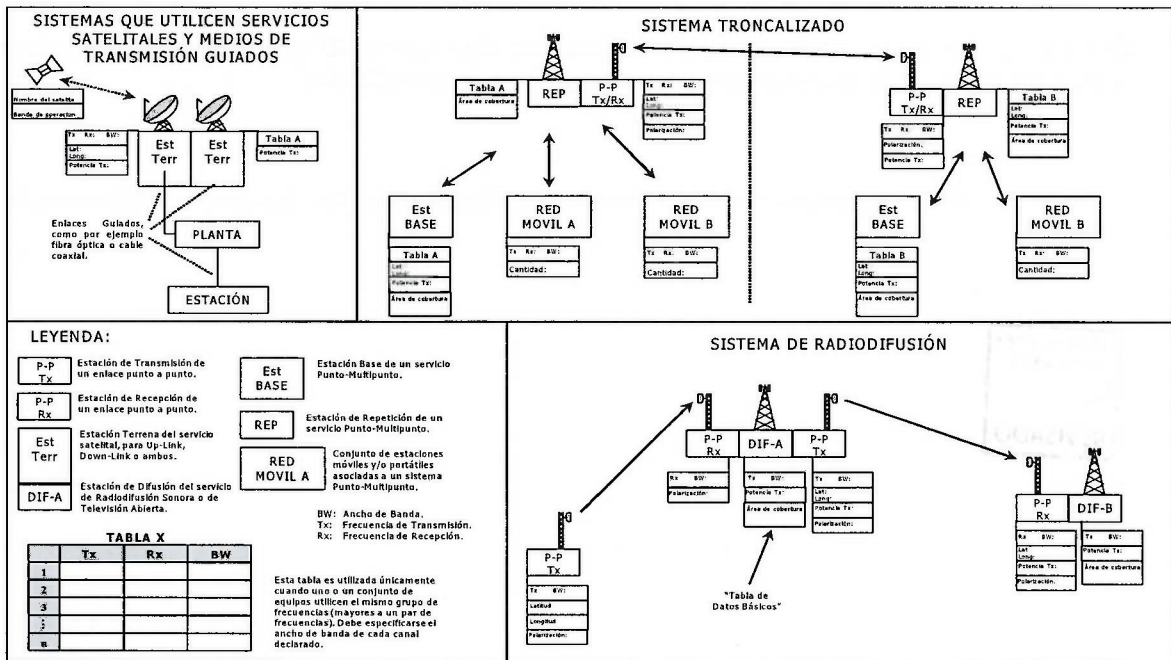 SISTEMAS QUE UTILICEN SERVICIOS
SATELITALES Y MEDIOS DE
TRANSMISIÓN GUIADOS
Nombre del satelite
Banda de operacion
Tx Rx: BW:
Lat:
Long:
Potencia Tx:
Est
Terr
Est
Terr
Tabla A
Potencia Tx:
Enlaces Guiados,
como por ejemplo
fibra óptica o cable
coaxial.
PLANTA
ESTACIÓN
SISTEMA TRONCALIZADO
Tabla A
Área de cobertura
REP
P-P
Tx/Rx
Tx Rx: BW:
Lat:
Long:
Potencia Tx:
Polarización:
Est
BASE
Tabla A
Lat
Long:
Potencia Tx:
Área de cobertura
RED
MOVIL A
Tx Rx: BW:
Cantidad:
RED
MOVIL B
Tx Rx: BW:
Cantidad:
P-P
Tx/Rx
Tx Rx BW:
Polarización.
Potencia Tx:
REP
Tabla B
Lat:
Long:
Potencia Tx:
Área de cobertura
Est
BASE
Tabla B
Lat
Long:
Potencia Tx:
Área de cobertura
RED
MOVIL B
Tx Rx: BW:
Cantidad:
LEYENDA:
P-P
Tx
Estación de Transmisión de
un enlace punto a punto.
P-P
Rx
Estación de Recepción de
un enlace punto a punto.
Est
Terr
Estación Terrena del servicio
satelital, para Up-Link,
Down-Link o ambos.
DIF-A
Estación de Difusión del servicio
de Radiodifusión Sonora o de
Televisión Abierta.
Est
BASE
Estación Base de un servicio
Punto-Multipunto.
REP
Estación de Repetición de un
servicio Punto-Multipunto.
RED
MOVIL A
Conjunto de estaciones
móviles y/o portátiles
asociadas a un sistema
Punto-Multipunto.
BW: Ancho de Banda.
Tx: Frecuencia de Transmisión.
Rx: Frecuencia de Recepción.
TABLA X
Tx Rx BW
1
2
3
⋮
n
Esta tabla es utilizada únicamente
cuando uno o un conjunto de
equipos utilicen el mismo grupo de
frecuencias (mayores a un par de
frecuencias). Debe especificarse el
ancho de banda de cada canal
declarado.
SISTEMA DE RADIODIFUSIÓN
P-P
Tx
Tx BW:
Latitud
Longitud
Polarización:
P-P
Rx
Rx BW:
Polarización:
DIF-A
Tx BW:
Potencia Tx:
Área de cobertura
P-P
Tx
Tx BW:
Lat:
Long:
Potencia Tx:
Polarización:
"Tabla de
Datos Básicos"
P-P
Rx
Rx BW:
Lat
Long:
Potencia Tx:
Polarización.
DIF-B
Tx BW:
Potencia Tx:
Área de cobertura